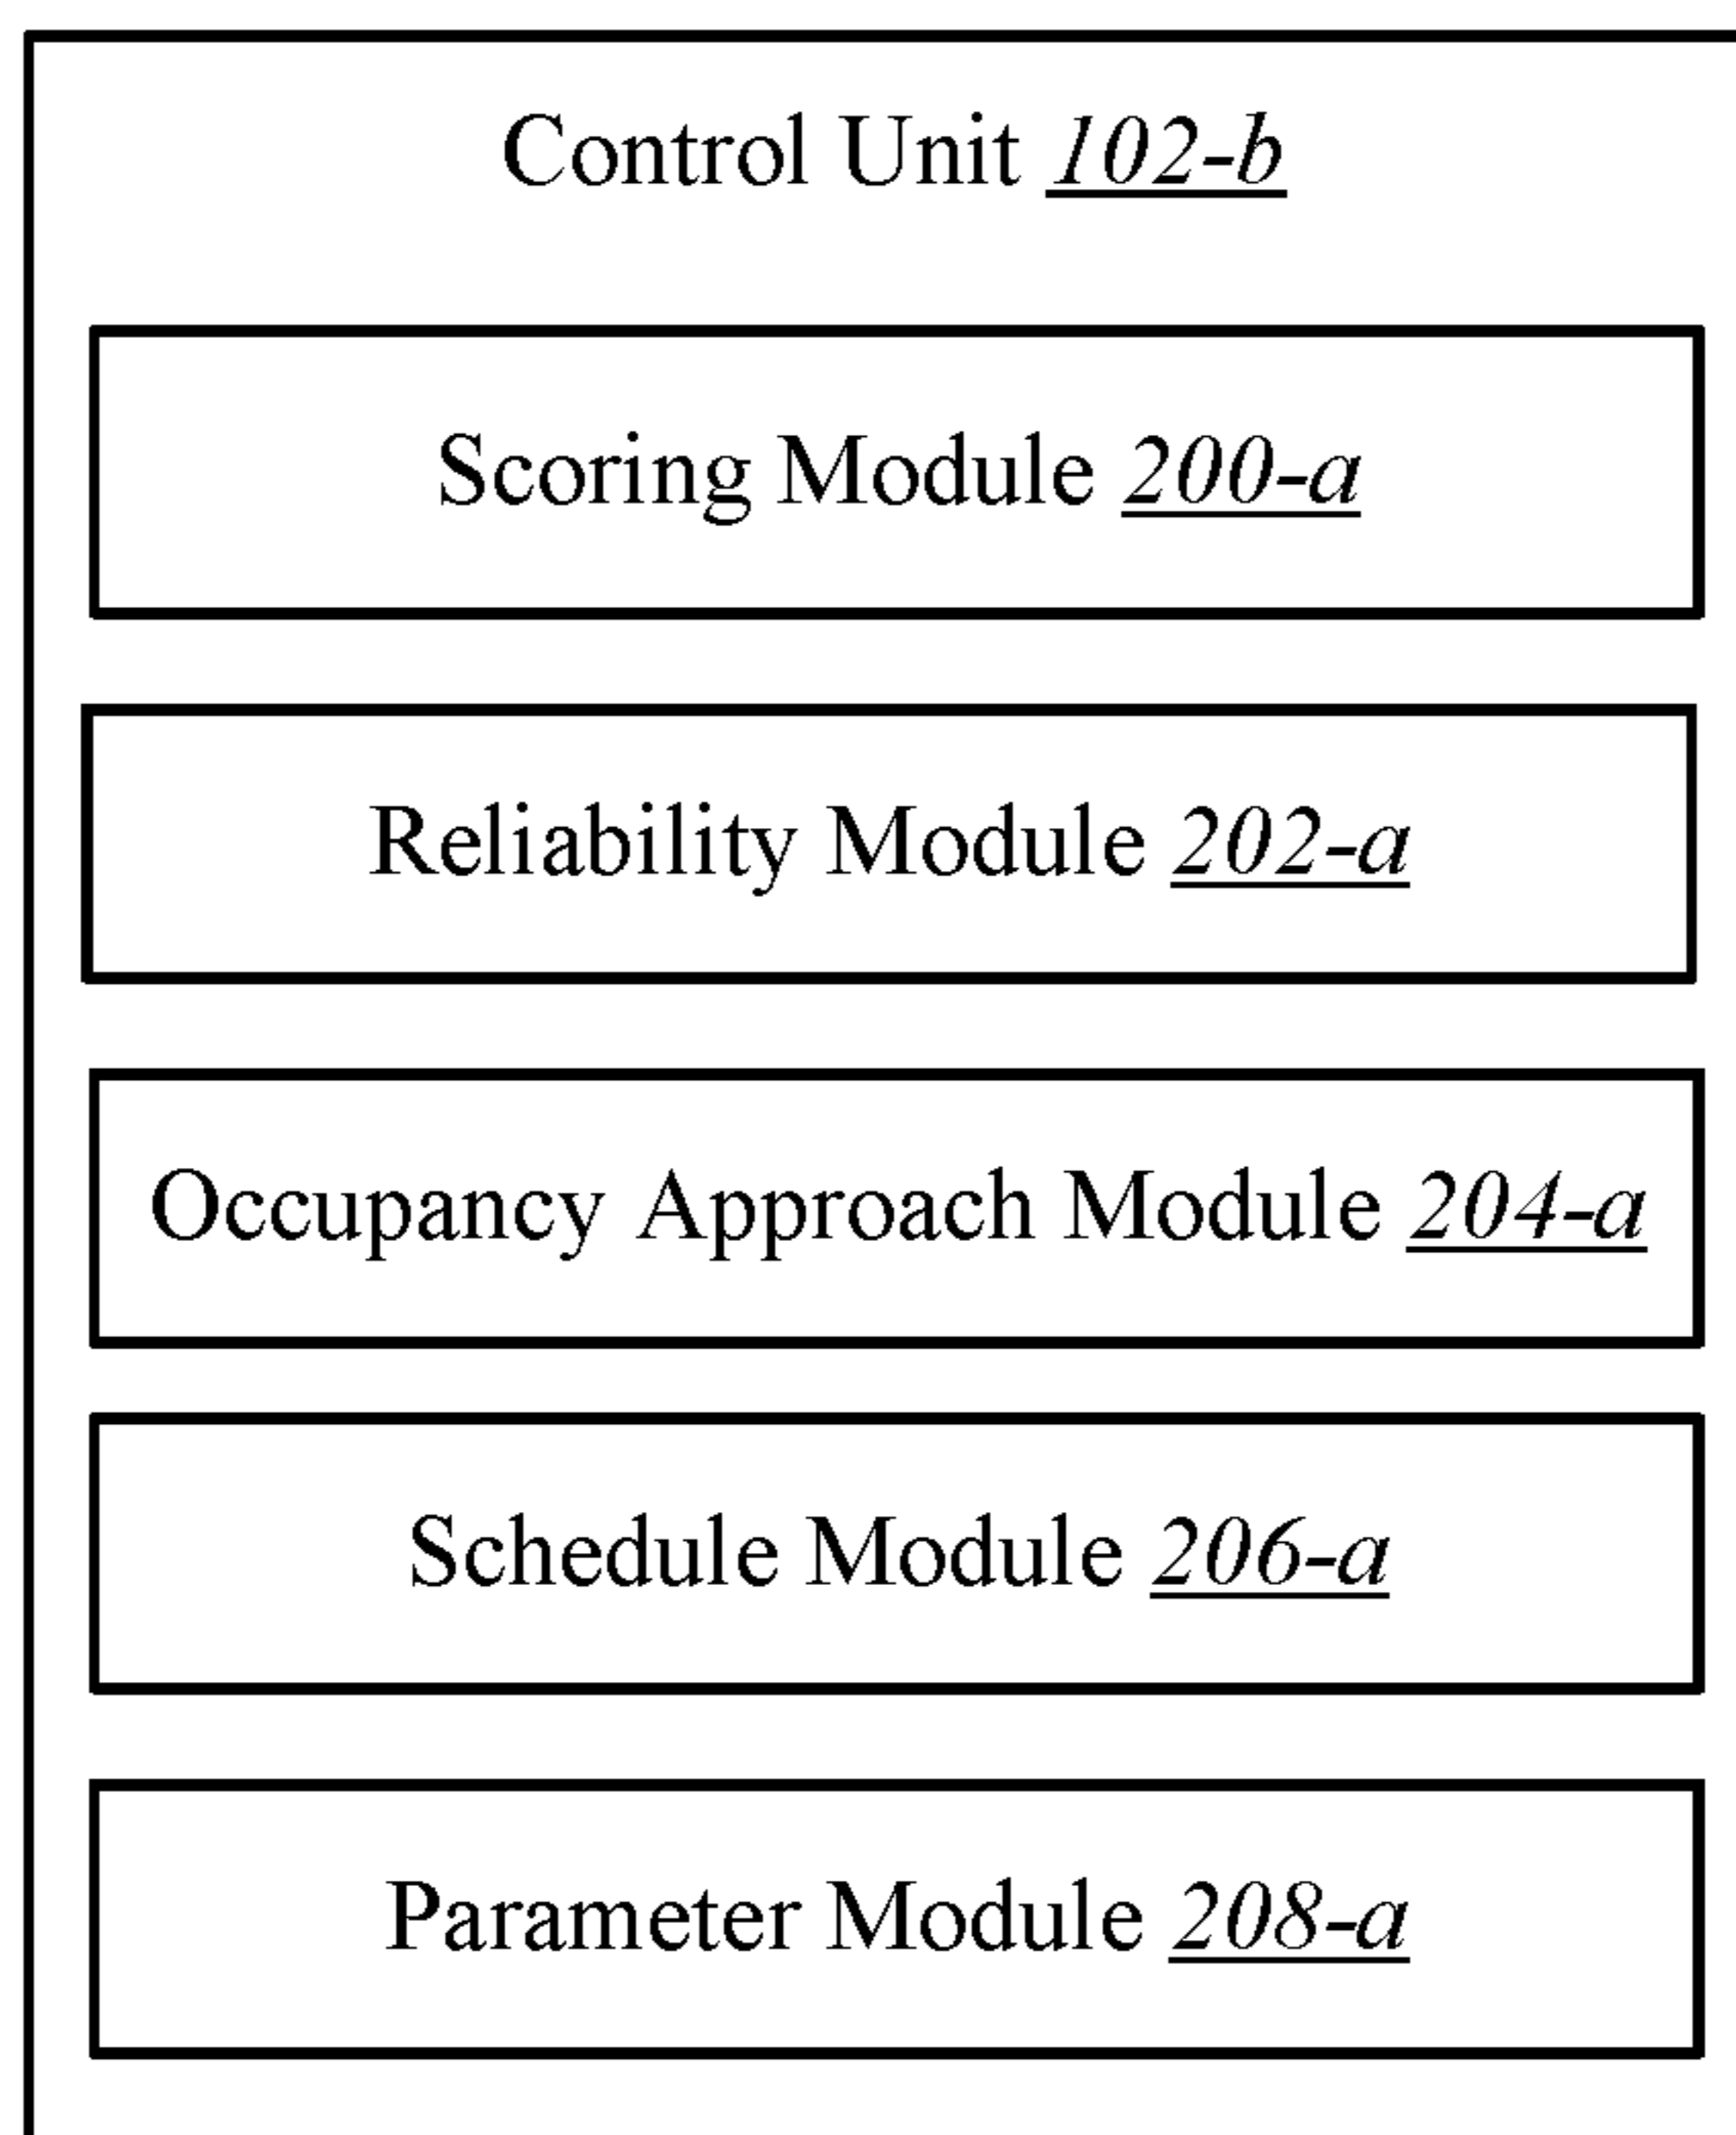 Control Unit 102-b
Scoring Module 200-a
Reliability Module 202-a
Occupancy Approach Module 204-a
Schedule Module 206-a
Parameter Module 208-a